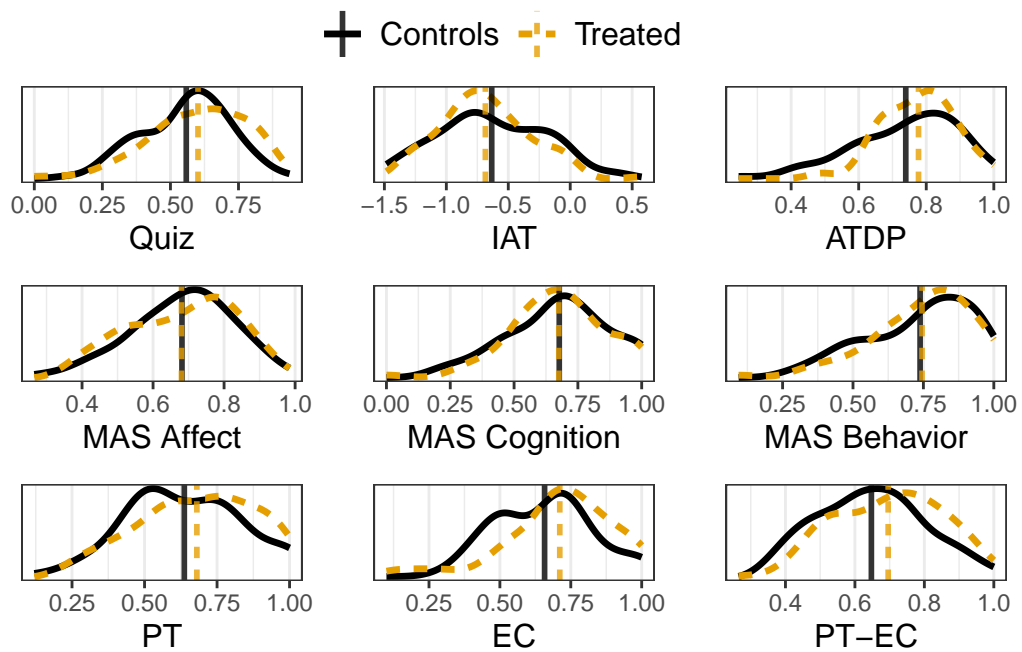 Controls Treated
0.00 0.25 0.50 0.75
Quiz
−1.5 −1.0 −0.5 0.0 0.5
IAT
0.4 0.6 0.8 1.0
ATDP
0.4 0.6 0.8 1.0
MAS Affect
0.00 0.25 0.50 0.75 1.00
MAS Cognition
0.25 0.50 0.75 1.00
MAS Behavior
0.25 0.50 0.75 1.00
PT
0.25 0.50 0.75 1.00
EC
0.4 0.6 0.8 1.0
PT−EC